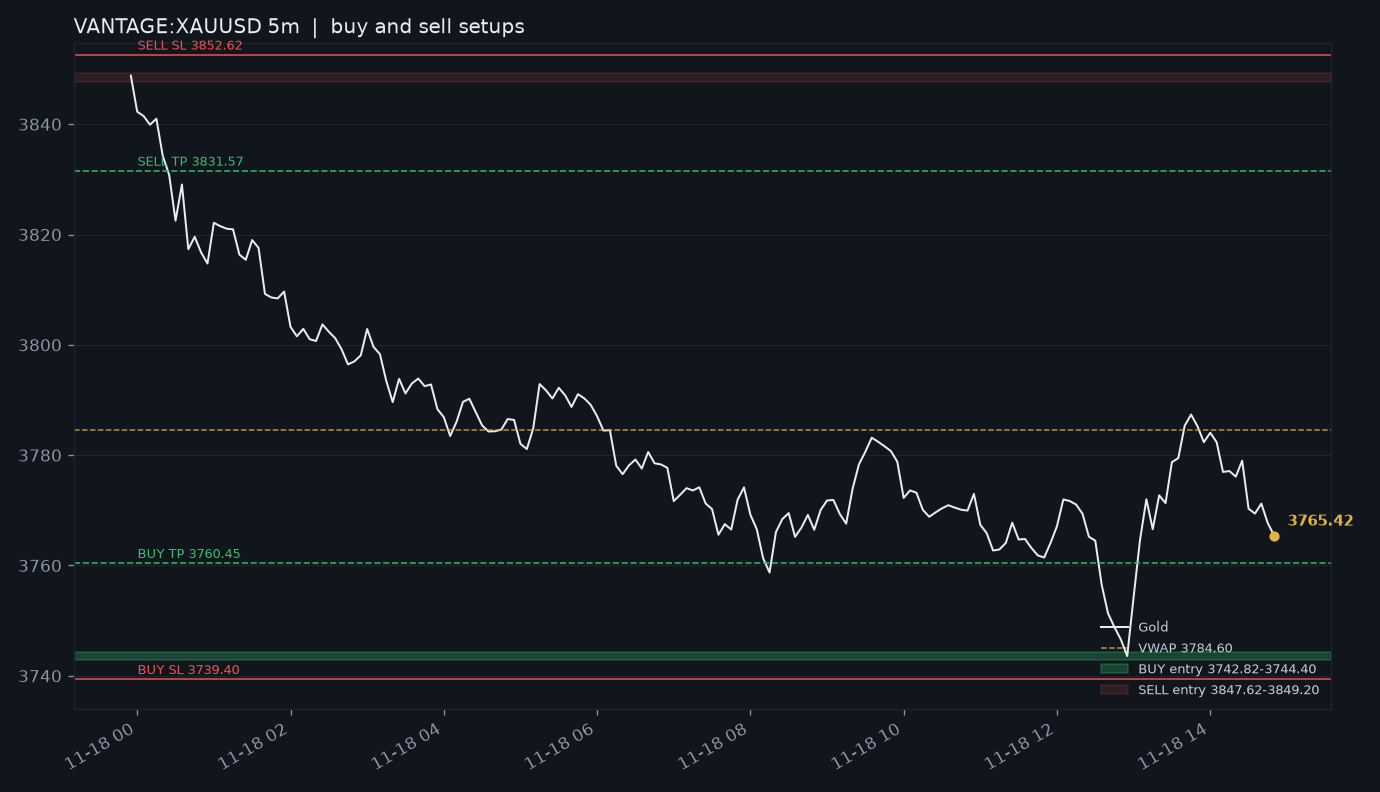 VANTAGE:XAUUSD 5m | buy and sell setups
SELL SL 3852.62
3840
SELL TP 3831.57
3820
3800
3780
3765.42
BUY TP 3760.45
3760
Gold
VWAP 3784.60
BUY entry 3742.82-3744.40
SELL entry 3847.62-3849.20
BUY SL 3739.40
3740
11-18 00
11-18 02
11-18 04
11-18 06
11-18 08
11-18 10
11-18 12
11-18 14